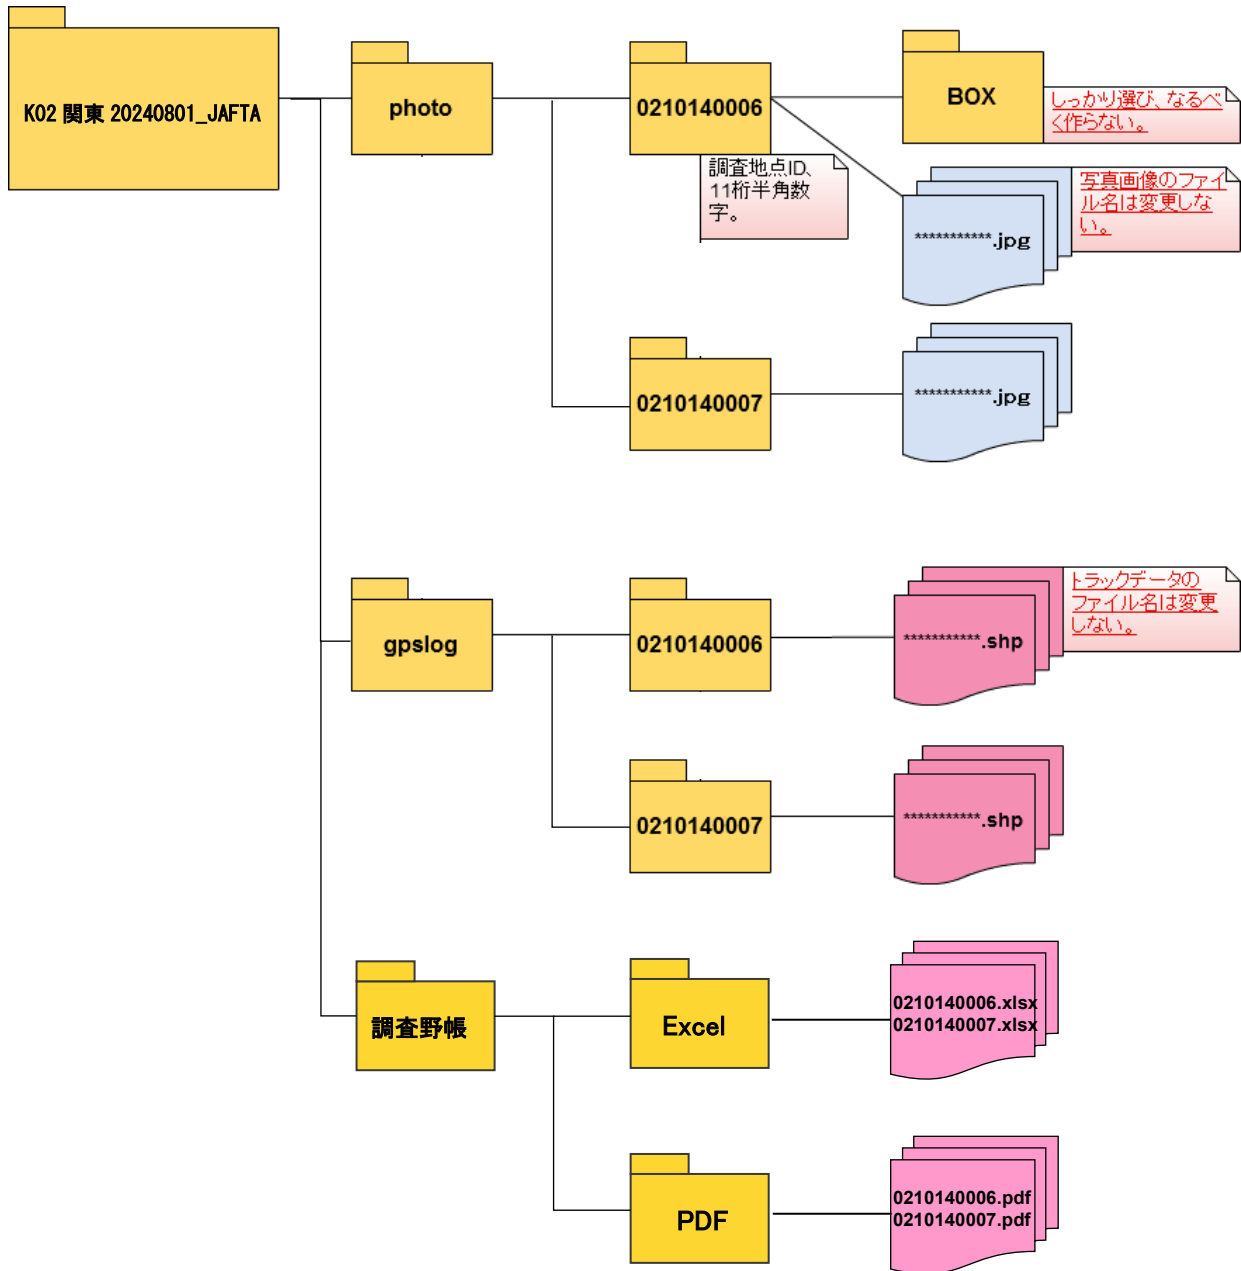 K02 関東 20240801_JAFTA
photo
0210140006
調査地点ID、
11桁半角数
字。
BOX
しっかり選び、なるべ
く作らない。
***********.jpg
写真画像のファイ
ル名は変更しな
い。
0210140007
***********.jpg
gpslog
0210140006
***********.shp
トラックデータの
ファイル名は変更
しない。
0210140007
***********.shp
調査野帳
Excel
0210140006.xlsx
0210140007.xlsx
PDF
0210140006.pdf
0210140007.pdf